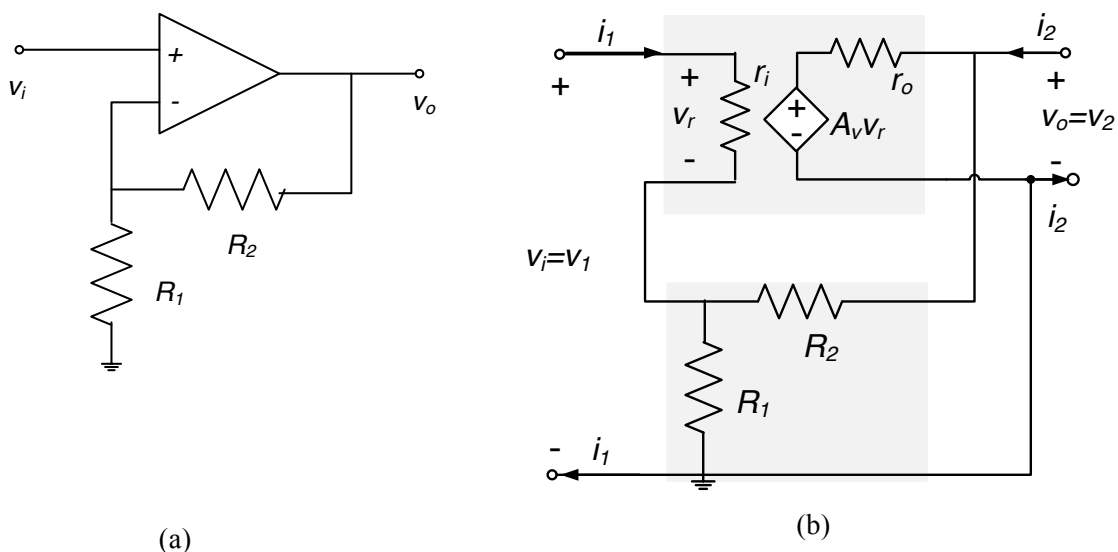 +
-
vᵢ
vₒ
R₂
R₁
(a)
i₁
i₂
+
+
vᵣ
-
rᵢ
+
-
Aᵥvᵣ
rₒ
+
vₒ=v₂
-
i₂
vᵢ=v₁
R₂
R₁
-
i₁
(b)